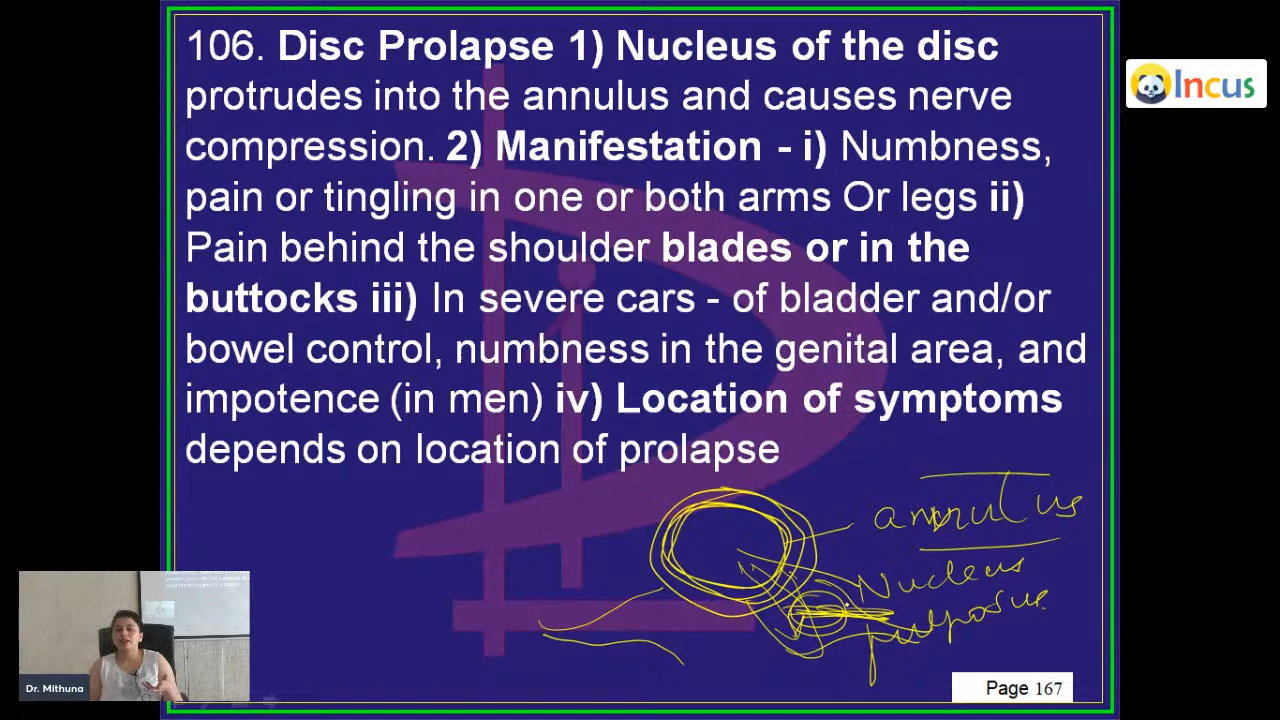 106. Disc Prolapse 1) Nucleus of the disc
protrudes into the annulus and causes nerve
compression. 2) Manifestation - i) Numbness,
pain or tingling in one or both arms Or legs ii)
Pain behind the shoulder blades or in the
buttocks iii) In severe cars - of bladder and/or
bowel control, numbness in the genital area, and
impotence (in men) iv) Location of symptoms
depends on location of prolapse
annulus
Nucleus
pulposus
Page 167
Incus
Dr. Mithuna